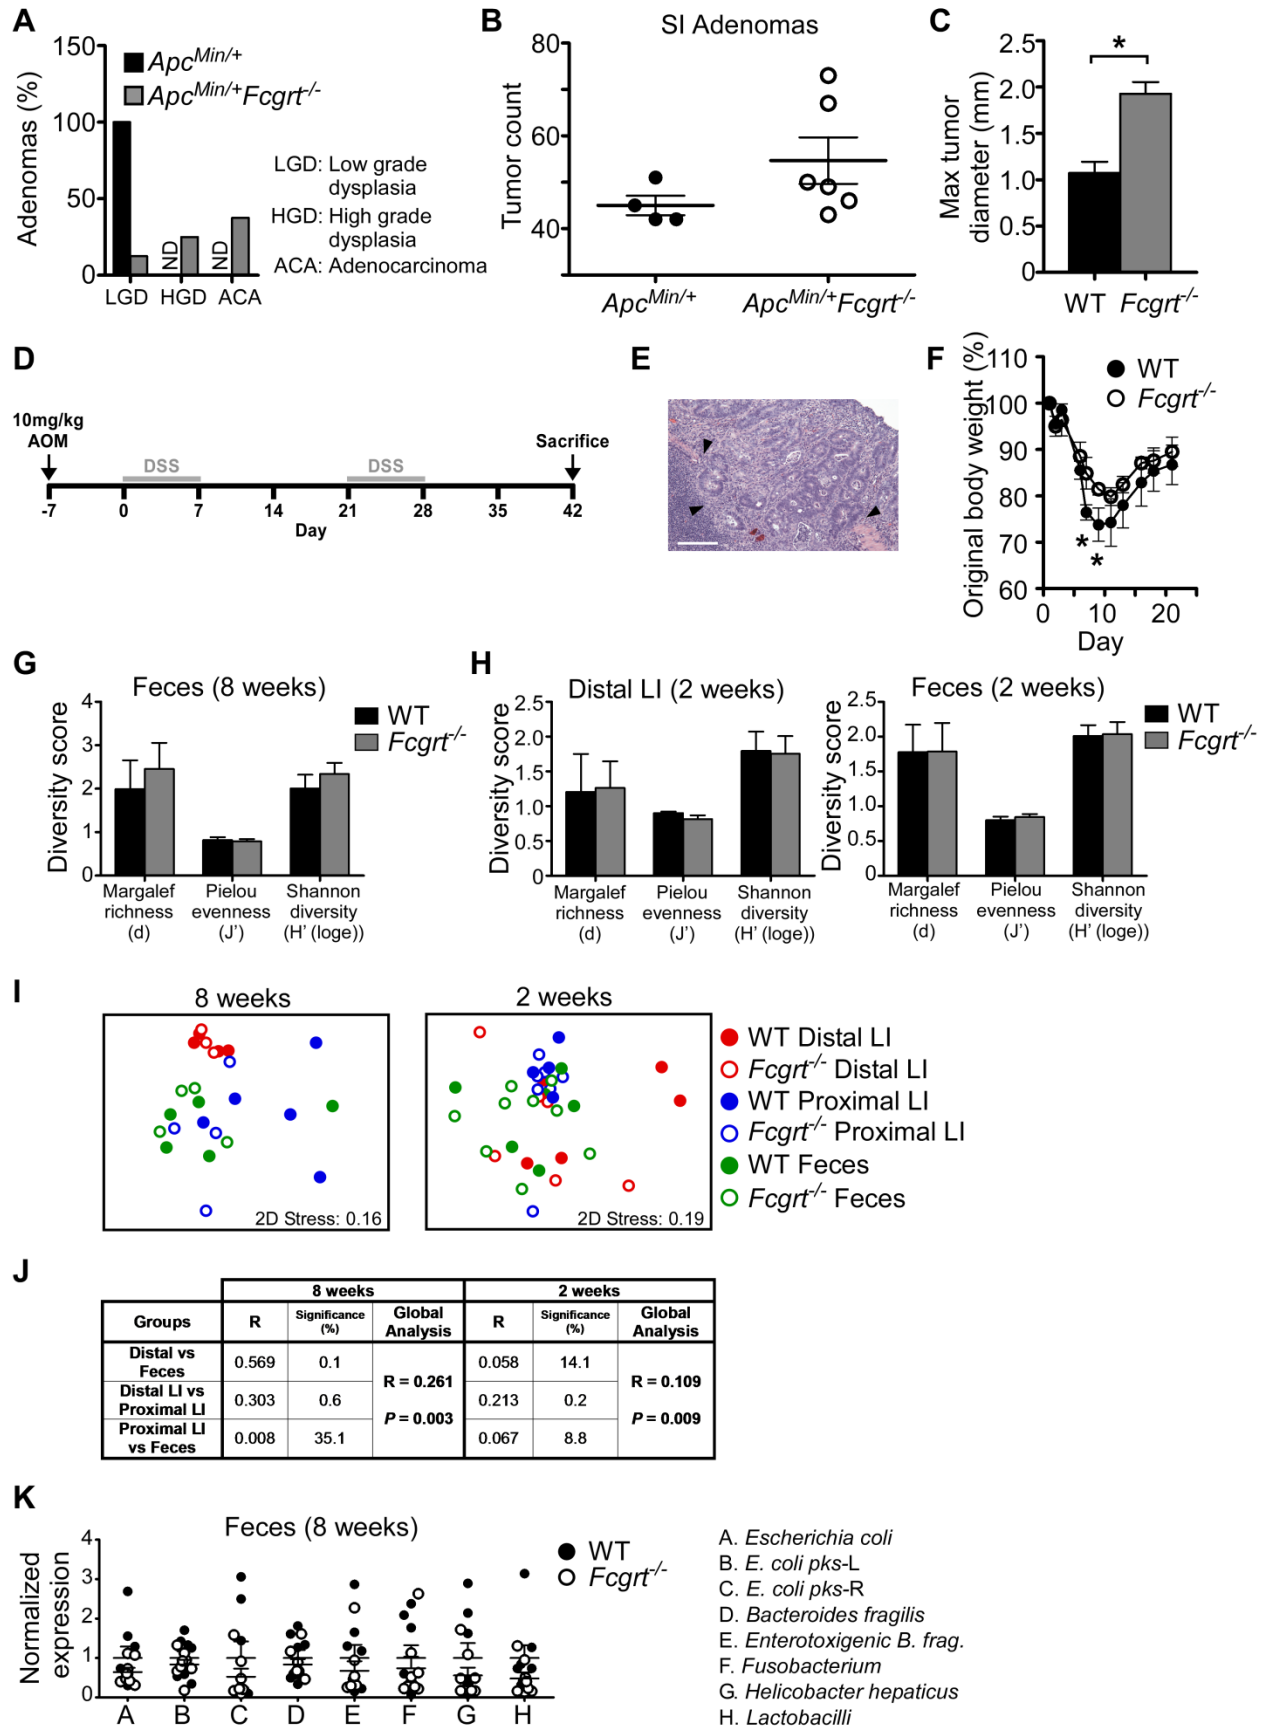 A
150
100
50
0
Adenomas (%)
Apc^Min/+
Apc^Min/+Fcgrt^-/-
ND
ND
LGD HGD ACA
LGD: Low grade
dysplasia
HGD: High grade
dysplasia
ACA: Adenocarcinoma
B
SI Adenomas
80
60
40
Tumor count
Apc^Min/+
Apc^Min/+Fcgrt^-/-
C
2.5
2.0
1.5
1.0
0.5
0
Max tumor
diameter (mm)
*
WT Fcgrt^-/-
D
10mg/kg
AOM
DSS
DSS
Sacrifice
-7 0 7 14 21 28 35 42
Day
E
F
Original body weight (%)
110
100
90
80
70
60
WT
Fcgrt^-/-
*
*
0 10 20
Day
G
Feces (8 weeks)
Diversity score
4
3
2
1
0
WT
Fcgrt^-/-
Margalef
richness
(d)
Pielou
evenness
(J’)
Shannon
diversity
(H’ (loge))
H
Distal LI (2 weeks)
Diversity score
2.5
2.0
1.5
1.0
0.5
0
Margalef
richness
(d)
Pielou
evenness
(J’)
Shannon
diversity
(H’ (loge))
Feces (2 weeks)
Diversity score
2.5
2.0
1.5
1.0
0.5
0
WT
Fcgrt^-/-
Margalef
richness
(d)
Pielou
evenness
(J’)
Shannon
diversity
(H’ (loge))
I
8 weeks
2D Stress: 0.16
2 weeks
2D Stress: 0.19
WT Distal LI
Fcgrt^-/- Distal LI
WT Proximal LI
Fcgrt^-/- Proximal LI
WT Feces
Fcgrt^-/- Feces
J
8 weeks 2 weeks
Groups R Significance (%) Global Analysis R Significance (%) Global Analysis
Distal vs Feces 0.569 0.1 0.058 14.1
R = 0.261 R = 0.109
Distal LI vs Proximal LI 0.303 0.6 0.213 0.2
P = 0.003 P = 0.009
Proximal LI vs Feces 0.008 35.1 0.067 8.8
K
Feces (8 weeks)
Normalized
expression
4
3
2
1
0
WT
Fcgrt^-/-
A B C D E F G H
A. Escherichia coli
B. E. coli pks-L
C. E. coli pks-R
D. Bacteroides fragilis
E. Enterotoxigenic B. frag.
F. Fusobacterium
G. Helicobacter hepaticus
H. Lactobacilli